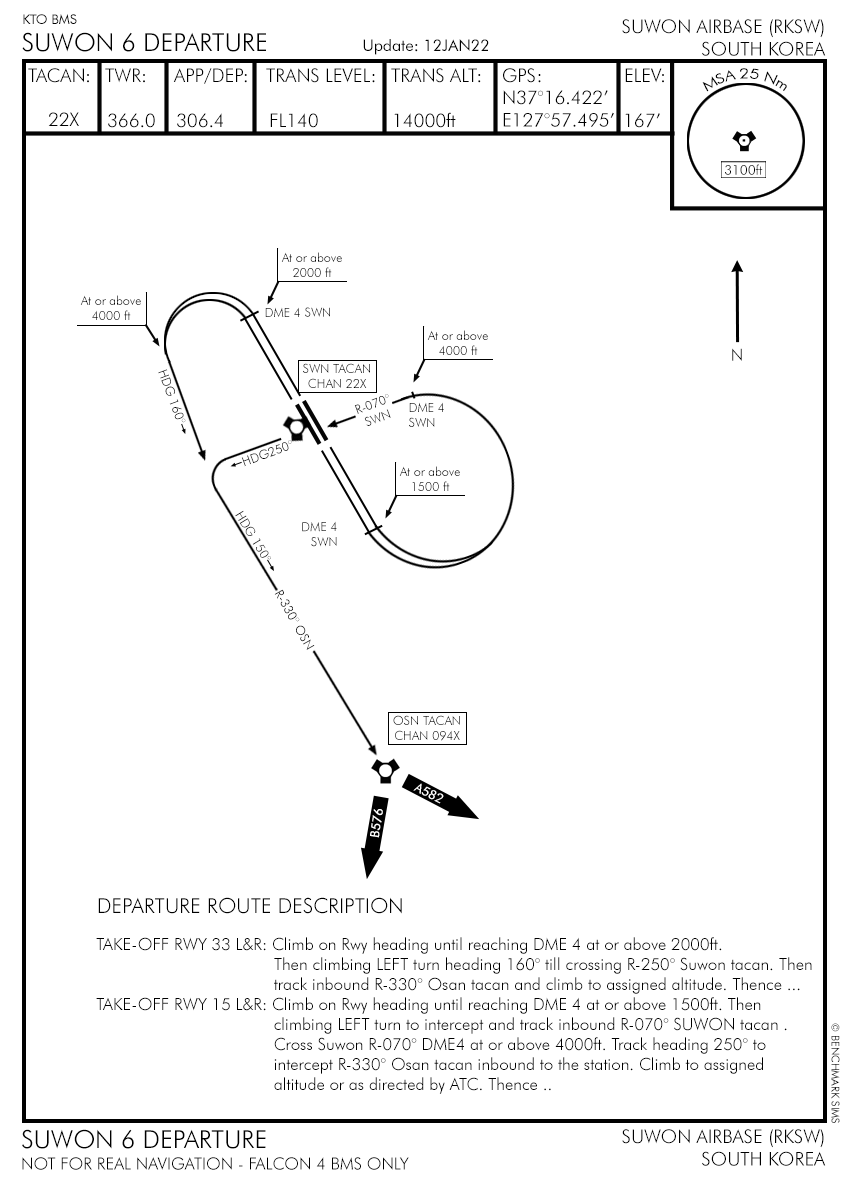 KTO BMS
SUWON 6 DEPARTURE
Update: 12JAN22
SUWON AIRBASE (RKSW)
SOUTH KOREA
TACAN:
22X
TWR:
366.0
APP/DEP:
306.4
TRANS LEVEL:
FL140
TRANS ALT:
14000ft
GPS:
N37°16.422’
E127°57.495’
ELEV:
167’
MSA 25 Nm
3100ft
At or above
2000 ft
At or above
4000 ft
DME 4 SWN
At or above
4000 ft
N
SWN TACAN
CHAN 22X
HDG 160°
R-070°
SWN
DME 4
SWN
HDG250°
At or above
1500 ft
DME 4
SWN
HDG 150°
R-330° OSN
OSN TACAN
CHAN 094X
A582
B576
DEPARTURE ROUTE DESCRIPTION
TAKE-OFF RWY 33 L&R: Climb on Rwy heading until reaching DME 4 at or above 2000ft.
Then climbing LEFT turn heading 160° till crossing R-250° Suwon tacan. Then
track inbound R-330° Osan tacan and climb to assigned altitude. Thence ...
TAKE-OFF RWY 15 L&R: Climb on Rwy heading until reaching DME 4 at or above 1500ft. Then
climbing LEFT turn to intercept and track inbound R-070° SUWON tacan .
Cross Suwon R-070° DME4 at or above 4000ft. Track heading 250° to
intercept R-330° Osan tacan inbound to the station. Climb to assigned
altitude or as directed by ATC. Thence ..
© BENCHMARK SIMS
SUWON 6 DEPARTURE
NOT FOR REAL NAVIGATION - FALCON 4 BMS ONLY
SUWON AIRBASE (RKSW)
SOUTH KOREA